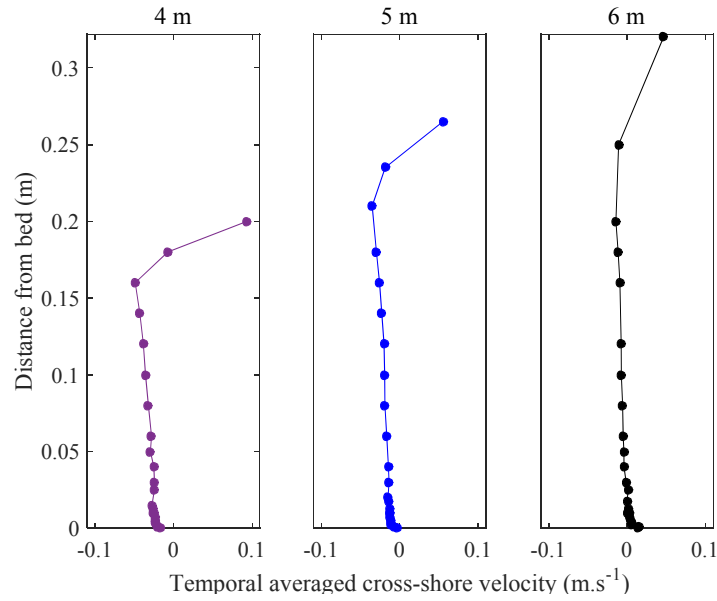 4 m 5 m 6 m
0.3
0.25
0.2
0.15
0.1
0.05
0
-0.1 0 0.1 -0.1 0 0.1 -0.1 0 0.1
Distance from bed (m)
Temporal averaged cross-shore velocity (m.s⁻¹)